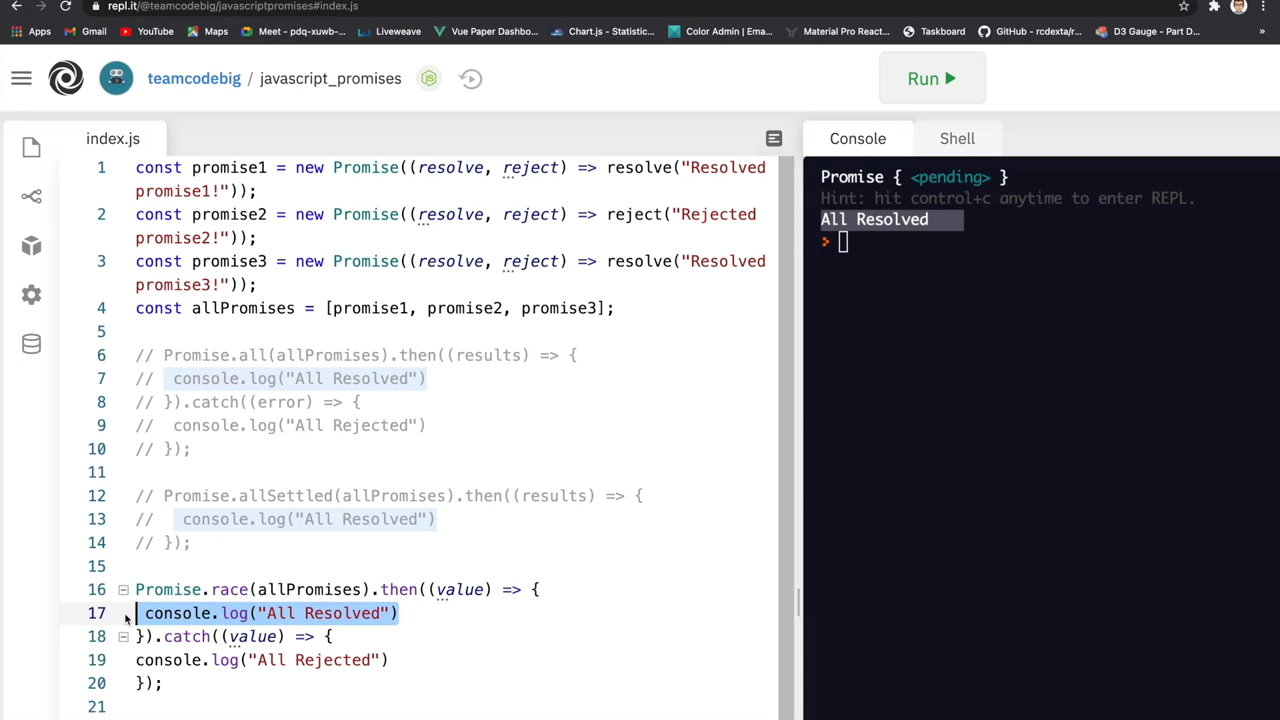 repl.it/@teamcodebig/javascriptpromises#index.js
Apps Gmail YouTube Maps Meet - pdq-xuwb-... Liveweave Vue Paper Dashbo... Chart.js - Statistic... Color Admin | Ema... Material Pro React... Taskboard GitHub - rcdexta/r... D3 Gauge - Part D... »
teamcodebig / javascript_promises
Run
index.js
Console Shell
1 const promise1 = new Promise((resolve, reject) => resolve("Resolved
promise1!"));
2 const promise2 = new Promise((resolve, reject) => reject("Rejected
promise2!"));
3 const promise3 = new Promise((resolve, reject) => resolve("Resolved
promise3!"));
4 const allPromises = [promise1, promise2, promise3];
5
6 // Promise.all(allPromises).then((results) => {
7 // console.log("All Resolved")
8 // }).catch((error) => {
9 // console.log("All Rejected")
10 // });
11
12 // Promise.allSettled(allPromises).then((results) => {
13 // console.log("All Resolved")
14 // });
15
16 Promise.race(allPromises).then((value) => {
17 console.log("All Resolved")
18 }).catch((value) => {
19 console.log("All Rejected")
20 });
21
Promise { <pending> }
Hint: hit control+c anytime to enter REPL.
All Resolved